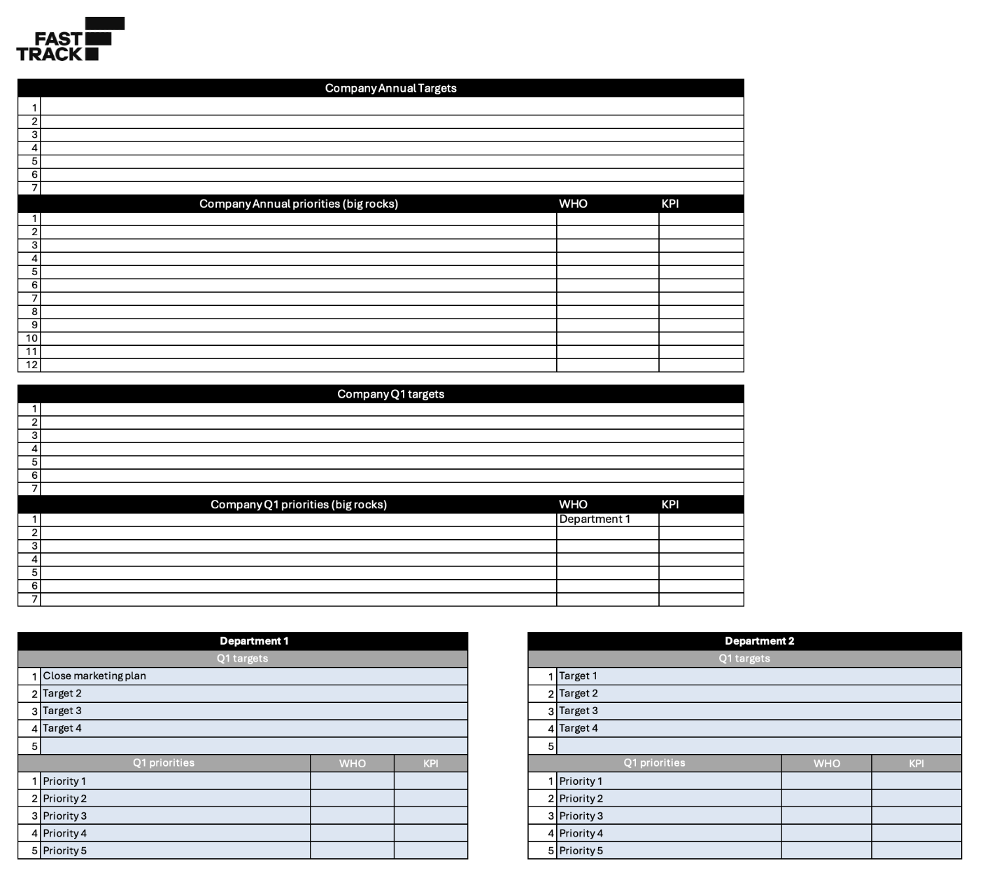 FAST
TRACK
Company Annual Targets
1
2
3
4
5
6
7
Company Annual priorities (big rocks) WHO KPI
1
2
3
4
5
6
7
8
9
10
11
12
Company Q1 targets
1
2
3
4
5
6
7
Company Q1 priorities (big rocks) WHO KPI
1 Department 1
2
3
4
5
6
7
Department 1
Q1 targets
1 Close marketing plan
2 Target 2
3 Target 3
4 Target 4
5
Q1 priorities WHO KPI
1 Priority 1
2 Priority 2
3 Priority 3
4 Priority 4
5 Priority 5
Department 2
Q1 targets
1 Target 1
2 Target 2
3 Target 3
4 Target 4
5
Q1 priorities WHO KPI
1 Priority 1
2 Priority 2
3 Priority 3
4 Priority 4
5 Priority 5